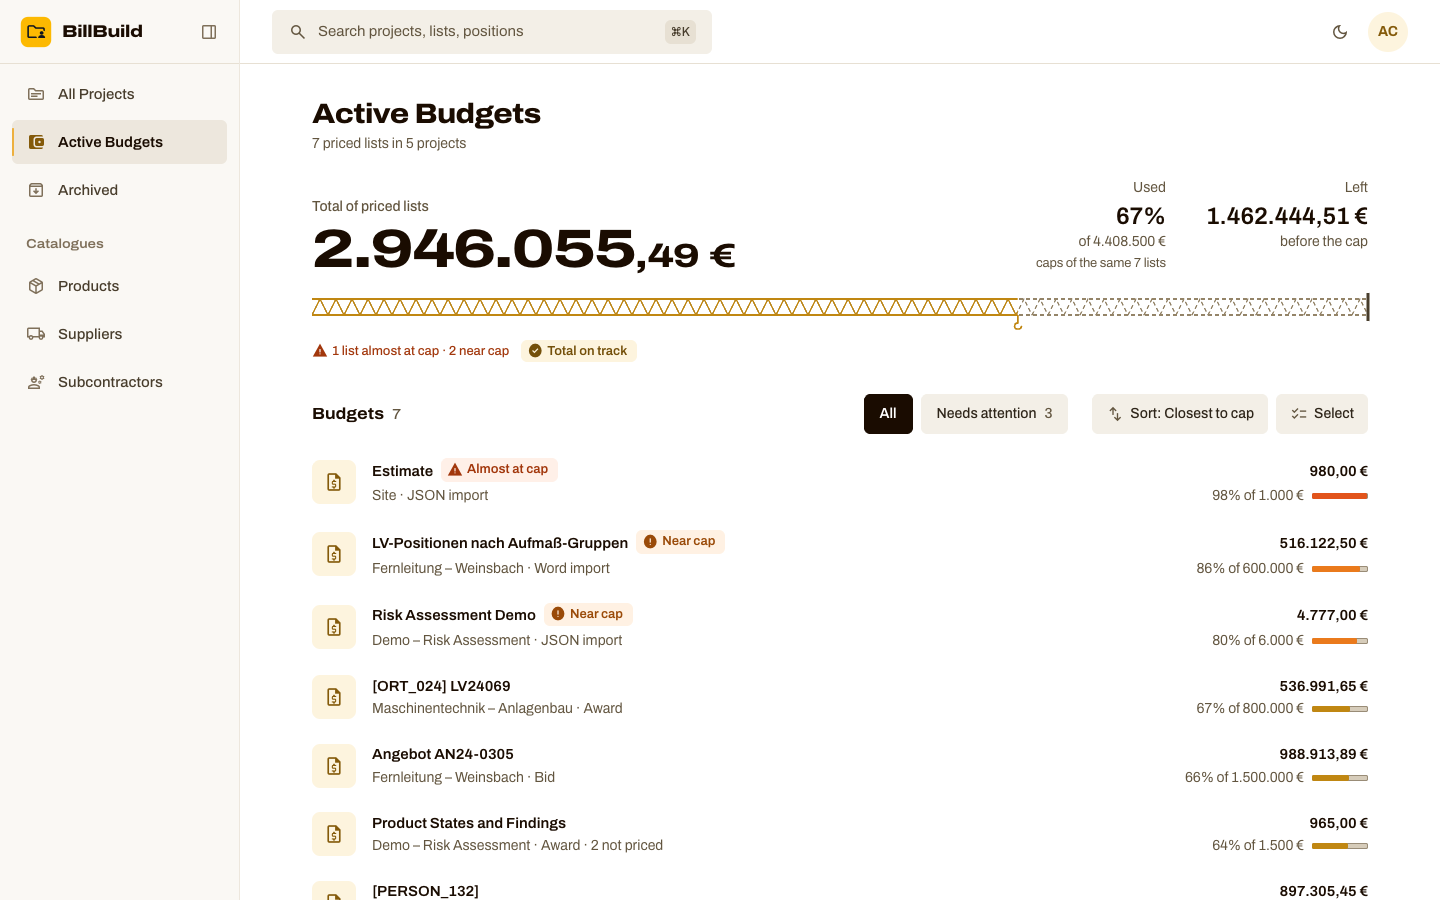 BillBuild
Search projects, lists, positions
⌘K
AC
All Projects
Active Budgets
Archived
Catalogues
Products
Suppliers
Subcontractors
Active Budgets
7 priced lists in 5 projects
Total of priced lists
2.946.055,49 €
Used
67%
of 4.408.500 €
caps of the same 7 lists
Left
1.462.444,51 €
before the cap
1 list almost at cap · 2 near cap
Total on track
Budgets 7
All
Needs attention 3
Sort: Closest to cap
Select
Estimate
Almost at cap
980,00 €
Site · JSON import
98% of 1.000 €
LV-Positionen nach Aufmaß-Gruppen
Near cap
516.122,50 €
Fernleitung – Weinsbach · Word import
86% of 600.000 €
Risk Assessment Demo
Near cap
4.777,00 €
Demo – Risk Assessment · JSON import
80% of 6.000 €
[ORT_024] LV24069
536.991,65 €
Maschinentechnik – Anlagenbau · Award
67% of 800.000 €
Angebot AN24-0305
988.913,89 €
Fernleitung – Weinsbach · Bid
66% of 1.500.000 €
Product States and Findings
965,00 €
Demo – Risk Assessment · Award · 2 not priced
64% of 1.500 €
[PERSON_132]
897.305,45 €